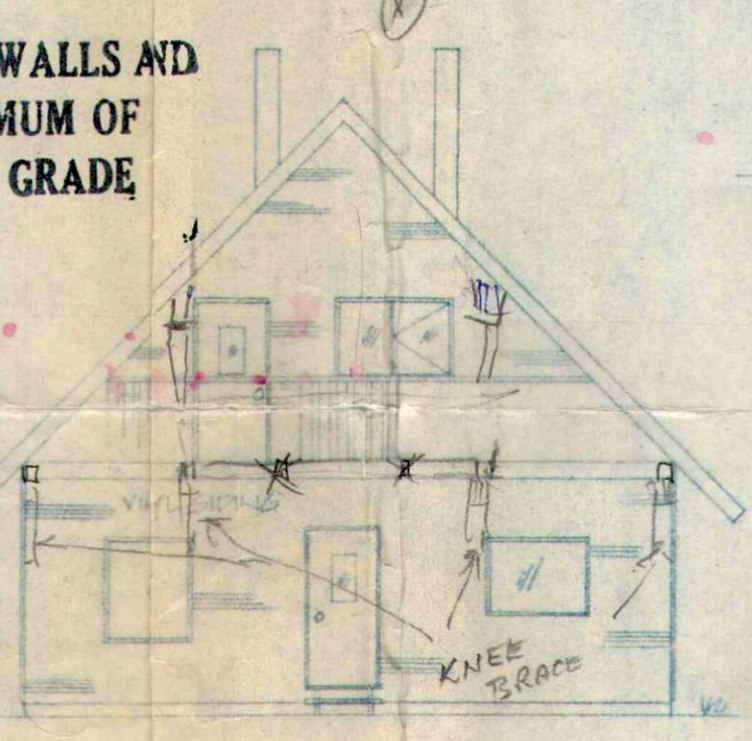 WALLS AND
MUM OF
GRADE
VINYL SIDING
KNEE
BRACE